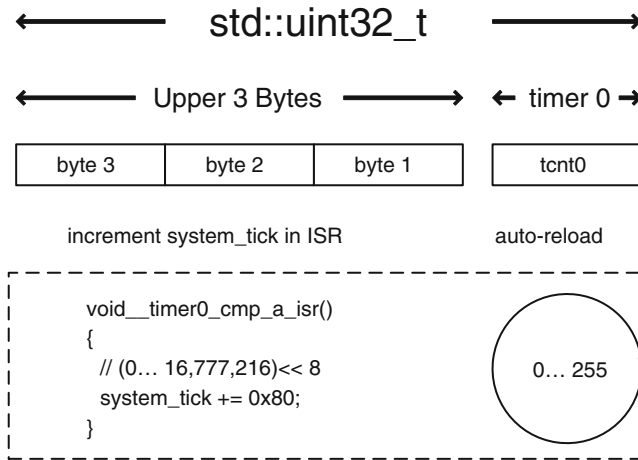 std::uint32_t
Upper 3 Bytes timer 0
byte 3 byte 2 byte 1 tcnt0
increment system_tick in ISR auto-reload
void__timer0_cmp_a_isr()
{
// (0… 16,777,216)<< 8
system_tick += 0x80;
}
0… 255